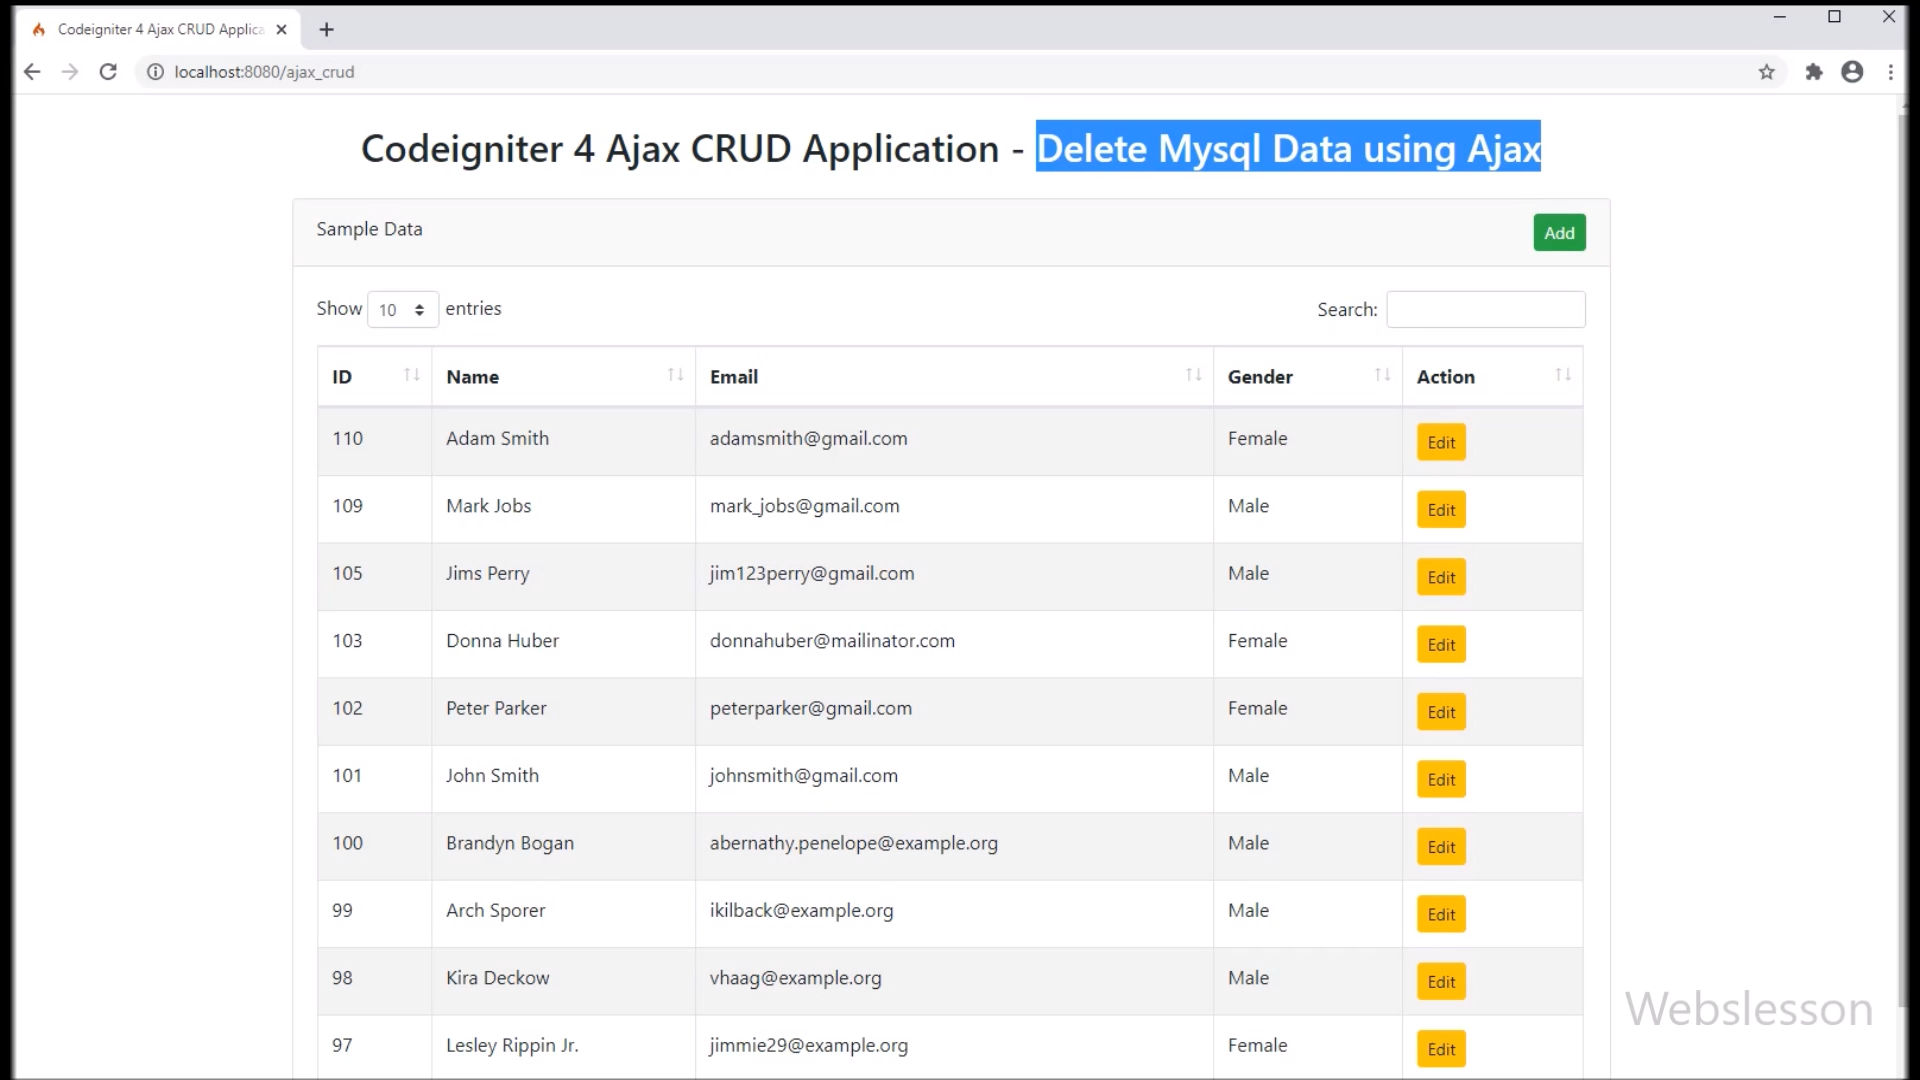 Codeigniter 4 Ajax CRUD Applica
localhost:8080/ajax_crud
Codeigniter 4 Ajax CRUD Application - Delete Mysql Data using Ajax
Sample Data Add
Show 10 entries Search:
ID Name Email Gender Action
110 Adam Smith adamsmith@gmail.com Female Edit
109 Mark Jobs mark_jobs@gmail.com Male Edit
105 Jims Perry jim123perry@gmail.com Male Edit
103 Donna Huber donnahuber@mailinator.com Female Edit
102 Peter Parker peterparker@gmail.com Female Edit
101 John Smith johnsmith@gmail.com Male Edit
100 Brandyn Bogan abernathy.penelope@example.org Male Edit
99 Arch Sporer ikilback@example.org Male Edit
98 Kira Deckow vhaag@example.org Male Edit
97 Lesley Rippin Jr. jimmie29@example.org Female Edit
Webslesson